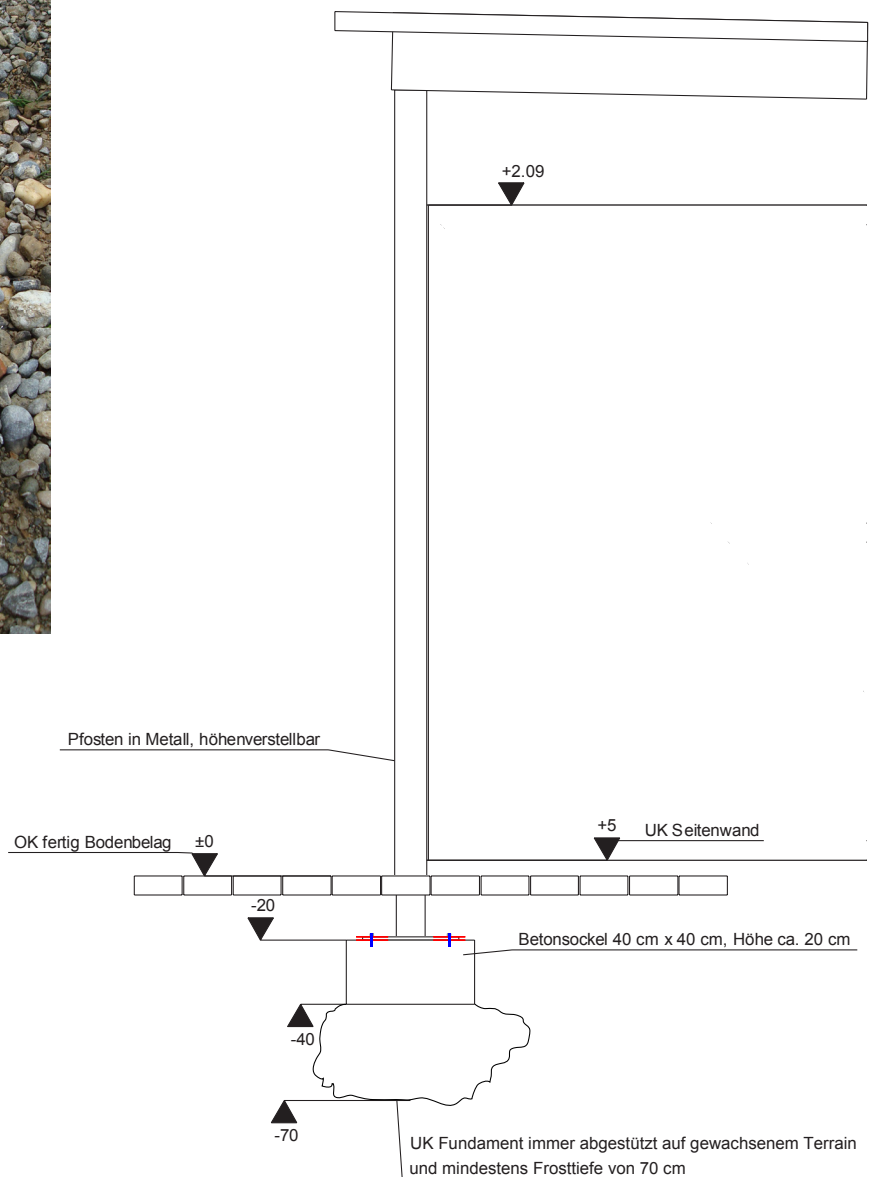 +2.09
Pfosten in Metall, höhenverstellbar
+5 UK Seitenwand
OK fertig Bodenbelag ±0
-20
Betonsockel 40 cm x 40 cm, Höhe ca. 20 cm
-40
-70
UK Fundament immer abgestützt auf gewachsenem Terrain
und mindestens Frosttiefe von 70 cm